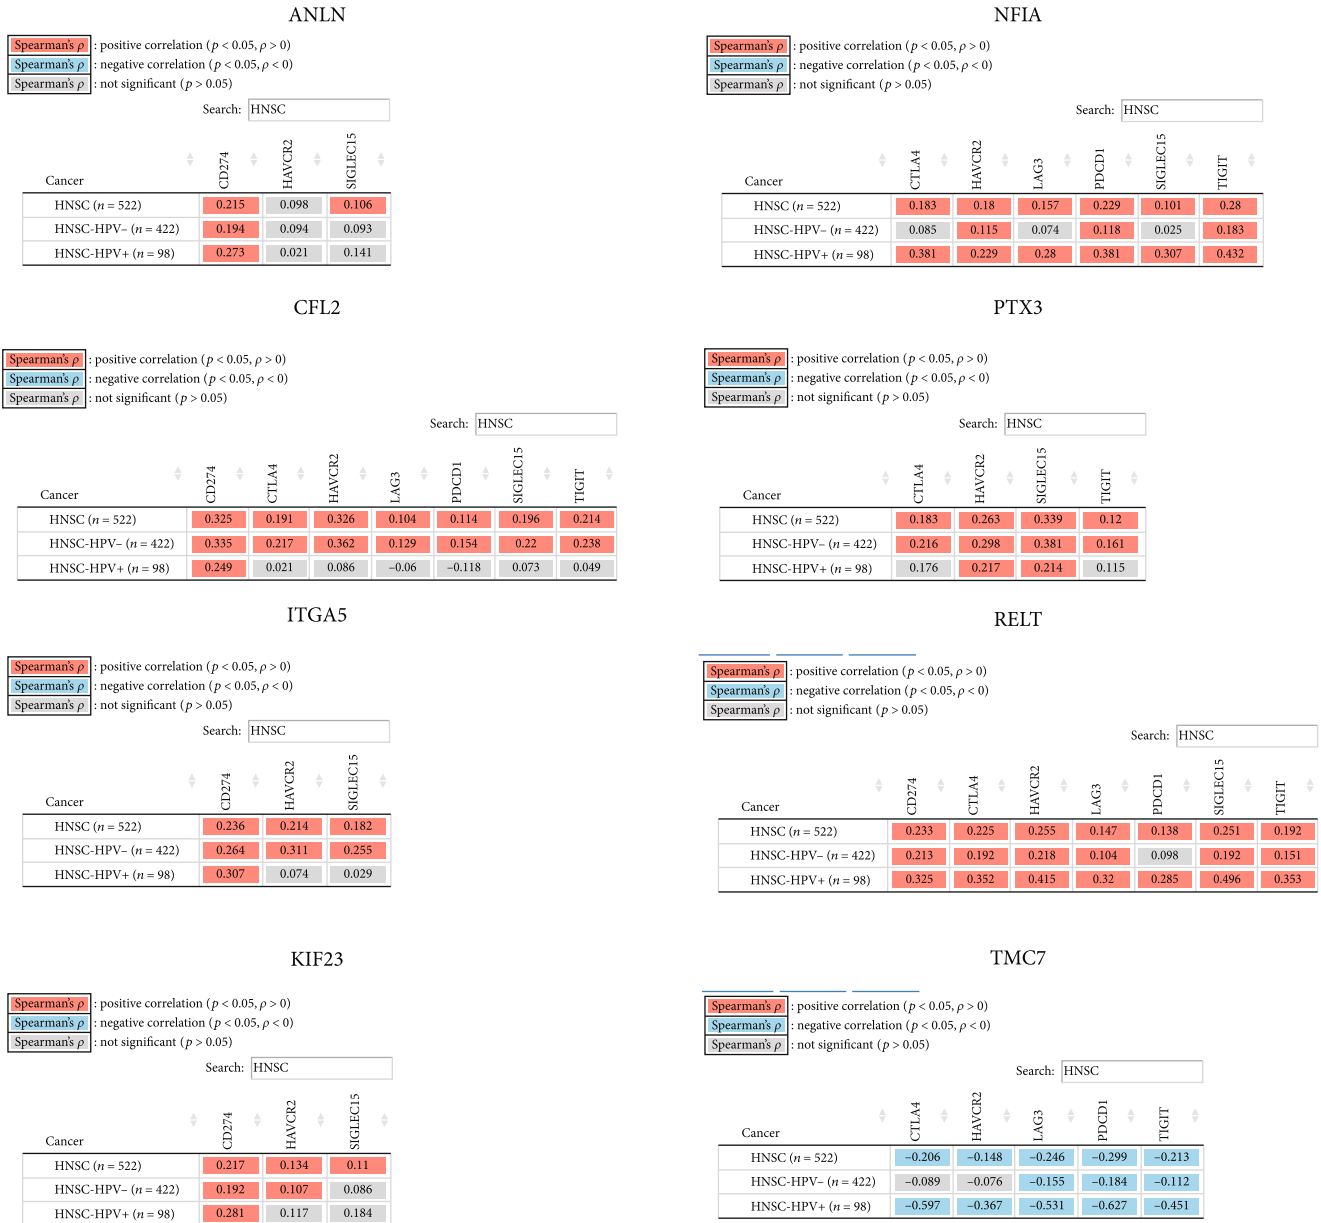 ANLN
Spearman's ρ : positive correlation (p < 0.05, ρ > 0)
Spearman's ρ : negative correlation (p < 0.05, ρ < 0)
Spearman's ρ : not significant (p > 0.05)
Search: HNSC
Cancer CD274 HAVCR2 SIGLEC15
HNSC (n = 522) 0.215 0.098 0.106
HNSC-HPV– (n = 422) 0.194 0.094 0.093
HNSC-HPV+ (n = 98) 0.273 0.021 0.141
NFIA
Spearman's ρ : positive correlation (p < 0.05, ρ > 0)
Spearman's ρ : negative correlation (p < 0.05, ρ < 0)
Spearman's ρ : not significant (p > 0.05)
Search: HNSC
Cancer CTLA4 HAVCR2 LAG3 PDCD1 SIGLEC15 TIGIT
HNSC (n = 522) 0.183 0.18 0.157 0.229 0.101 0.28
HNSC-HPV– (n = 422) 0.085 0.115 0.074 0.118 0.025 0.183
HNSC-HPV+ (n = 98) 0.381 0.229 0.28 0.381 0.307 0.432
CFL2
Spearman's ρ : positive correlation (p < 0.05, ρ > 0)
Spearman's ρ : negative correlation (p < 0.05, ρ < 0)
Spearman's ρ : not significant (p > 0.05)
Search: HNSC
Cancer CD274 CTLA4 HAVCR2 LAG3 PDCD1 SIGLEC15 TIGIT
HNSC (n = 522) 0.325 0.191 0.326 0.104 0.114 0.196 0.214
HNSC-HPV– (n = 422) 0.335 0.217 0.362 0.129 0.154 0.22 0.238
HNSC-HPV+ (n = 98) 0.249 0.021 0.086 –0.06 –0.118 0.073 0.049
PTX3
Spearman's ρ : positive correlation (p < 0.05, ρ > 0)
Spearman's ρ : negative correlation (p < 0.05, ρ < 0)
Spearman's ρ : not significant (p > 0.05)
Search: HNSC
Cancer CTLA4 HAVCR2 SIGLEC15 TIGIT
HNSC (n = 522) 0.183 0.263 0.339 0.12
HNSC-HPV– (n = 422) 0.216 0.298 0.381 0.161
HNSC-HPV+ (n = 98) 0.176 0.217 0.214 0.115
ITGA5
Spearman's ρ : positive correlation (p < 0.05, ρ > 0)
Spearman's ρ : negative correlation (p < 0.05, ρ < 0)
Spearman's ρ : not significant (p > 0.05)
Search: HNSC
Cancer CD274 HAVCR2 SIGLEC15
HNSC (n = 522) 0.236 0.214 0.182
HNSC-HPV– (n = 422) 0.264 0.311 0.255
HNSC-HPV+ (n = 98) 0.307 0.074 0.029
RELT
Spearman's ρ : positive correlation (p < 0.05, ρ > 0)
Spearman's ρ : negative correlation (p < 0.05, ρ < 0)
Spearman's ρ : not significant (p > 0.05)
Search: HNSC
Cancer CD274 CTLA4 HAVCR2 LAG3 PDCD1 SIGLEC15 TIGIT
HNSC (n = 522) 0.233 0.225 0.255 0.147 0.138 0.251 0.192
HNSC-HPV– (n = 422) 0.213 0.192 0.218 0.104 0.098 0.192 0.151
HNSC-HPV+ (n = 98) 0.325 0.352 0.415 0.32 0.285 0.496 0.353
KIF23
Spearman's ρ : positive correlation (p < 0.05, ρ > 0)
Spearman's ρ : negative correlation (p < 0.05, ρ < 0)
Spearman's ρ : not significant (p > 0.05)
Search: HNSC
Cancer CD274 HAVCR2 SIGLEC15
HNSC (n = 522) 0.217 0.134 0.11
HNSC-HPV– (n = 422) 0.192 0.107 0.086
HNSC-HPV+ (n = 98) 0.281 0.117 0.184
TMC7
Spearman's ρ : positive correlation (p < 0.05, ρ > 0)
Spearman's ρ : negative correlation (p < 0.05, ρ < 0)
Spearman's ρ : not significant (p > 0.05)
Search: HNSC
Cancer CTLA4 HAVCR2 LAG3 PDCD1 TIGIT
HNSC (n = 522) –0.206 –0.148 –0.246 –0.299 –0.213
HNSC-HPV– (n = 422) –0.089 –0.076 –0.155 –0.184 –0.112
HNSC-HPV+ (n = 98) –0.597 –0.367 –0.531 –0.627 –0.451